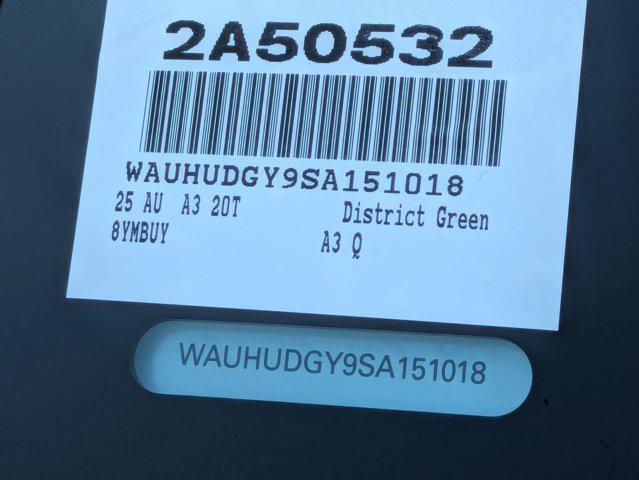 2A50532
WAUHUDGY9SA151018
25 AU A3 20T District Green
8YMBUY A3 Q
WAUHUDGY9SA151018